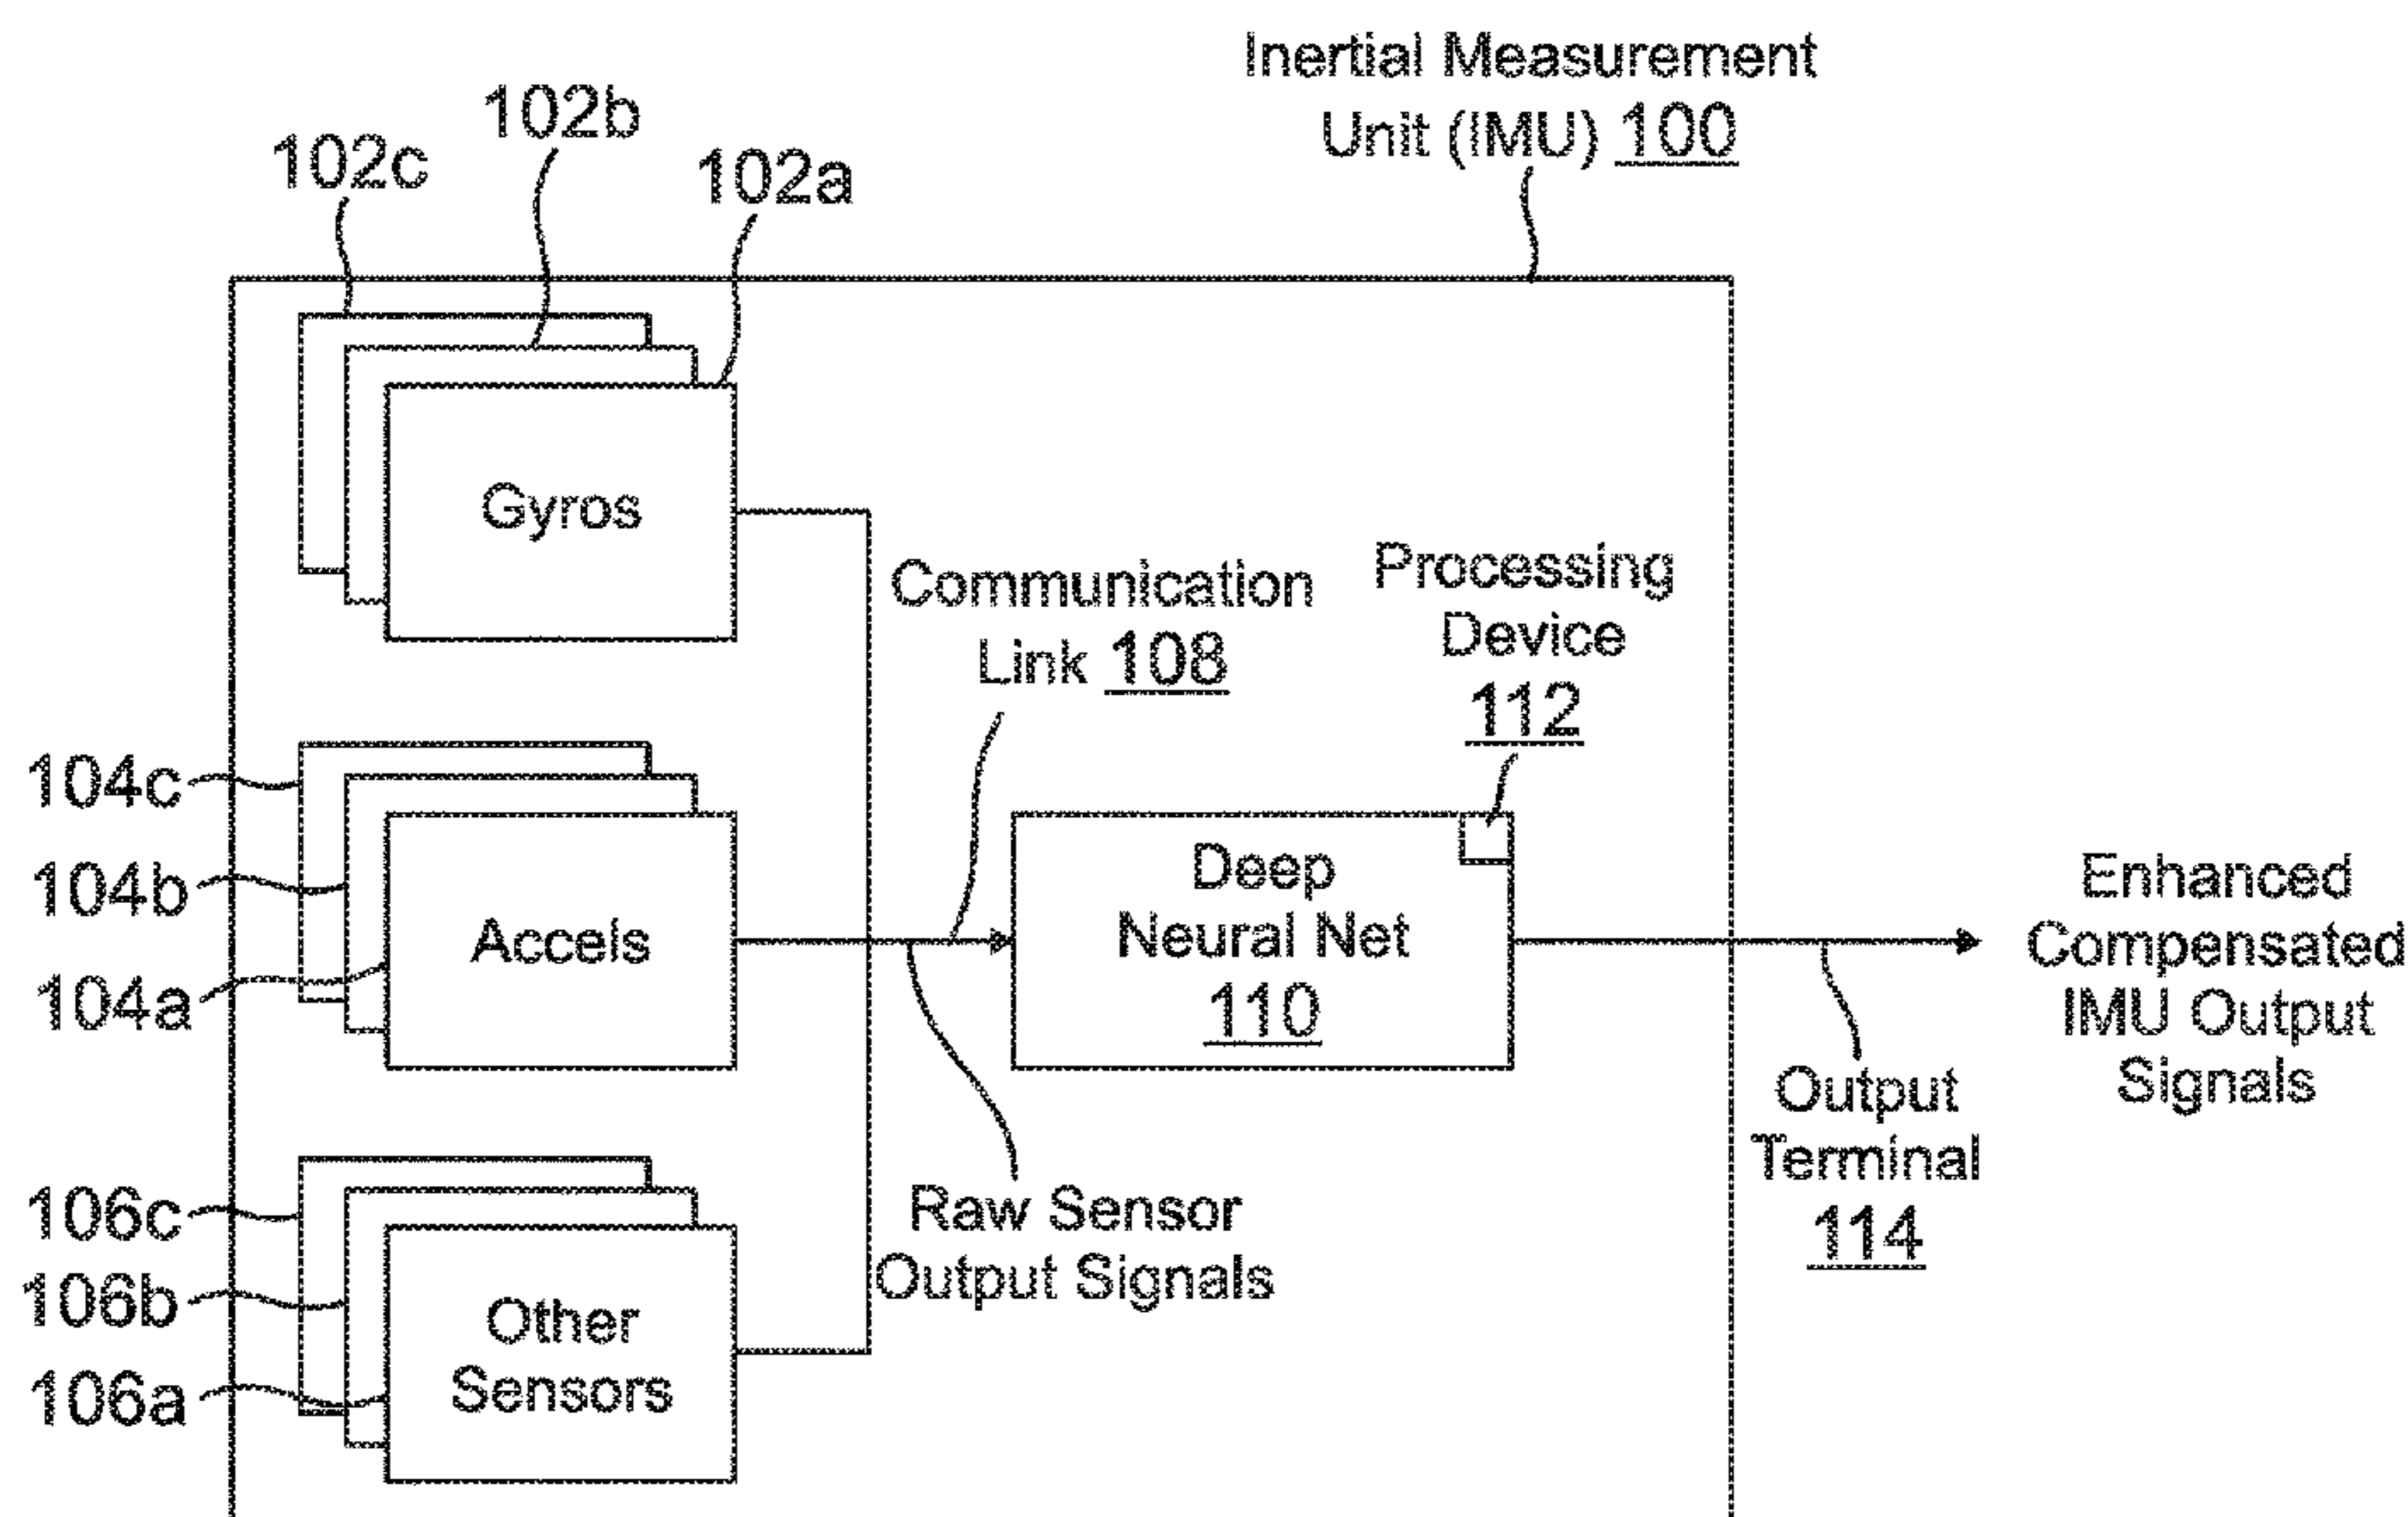 Inertial Measurement
Unit (IMU) 100
102c
102b
102a
Gyros
Communication
Link 108
Processing
Device
112
104c
104b
104a
Accels
Deep
Neural Net
110
Enhanced
Compensated
IMU Output
Signals
Output
Terminal
114
Raw Sensor
Output Signals
106c
106b
106a
Other
Sensors